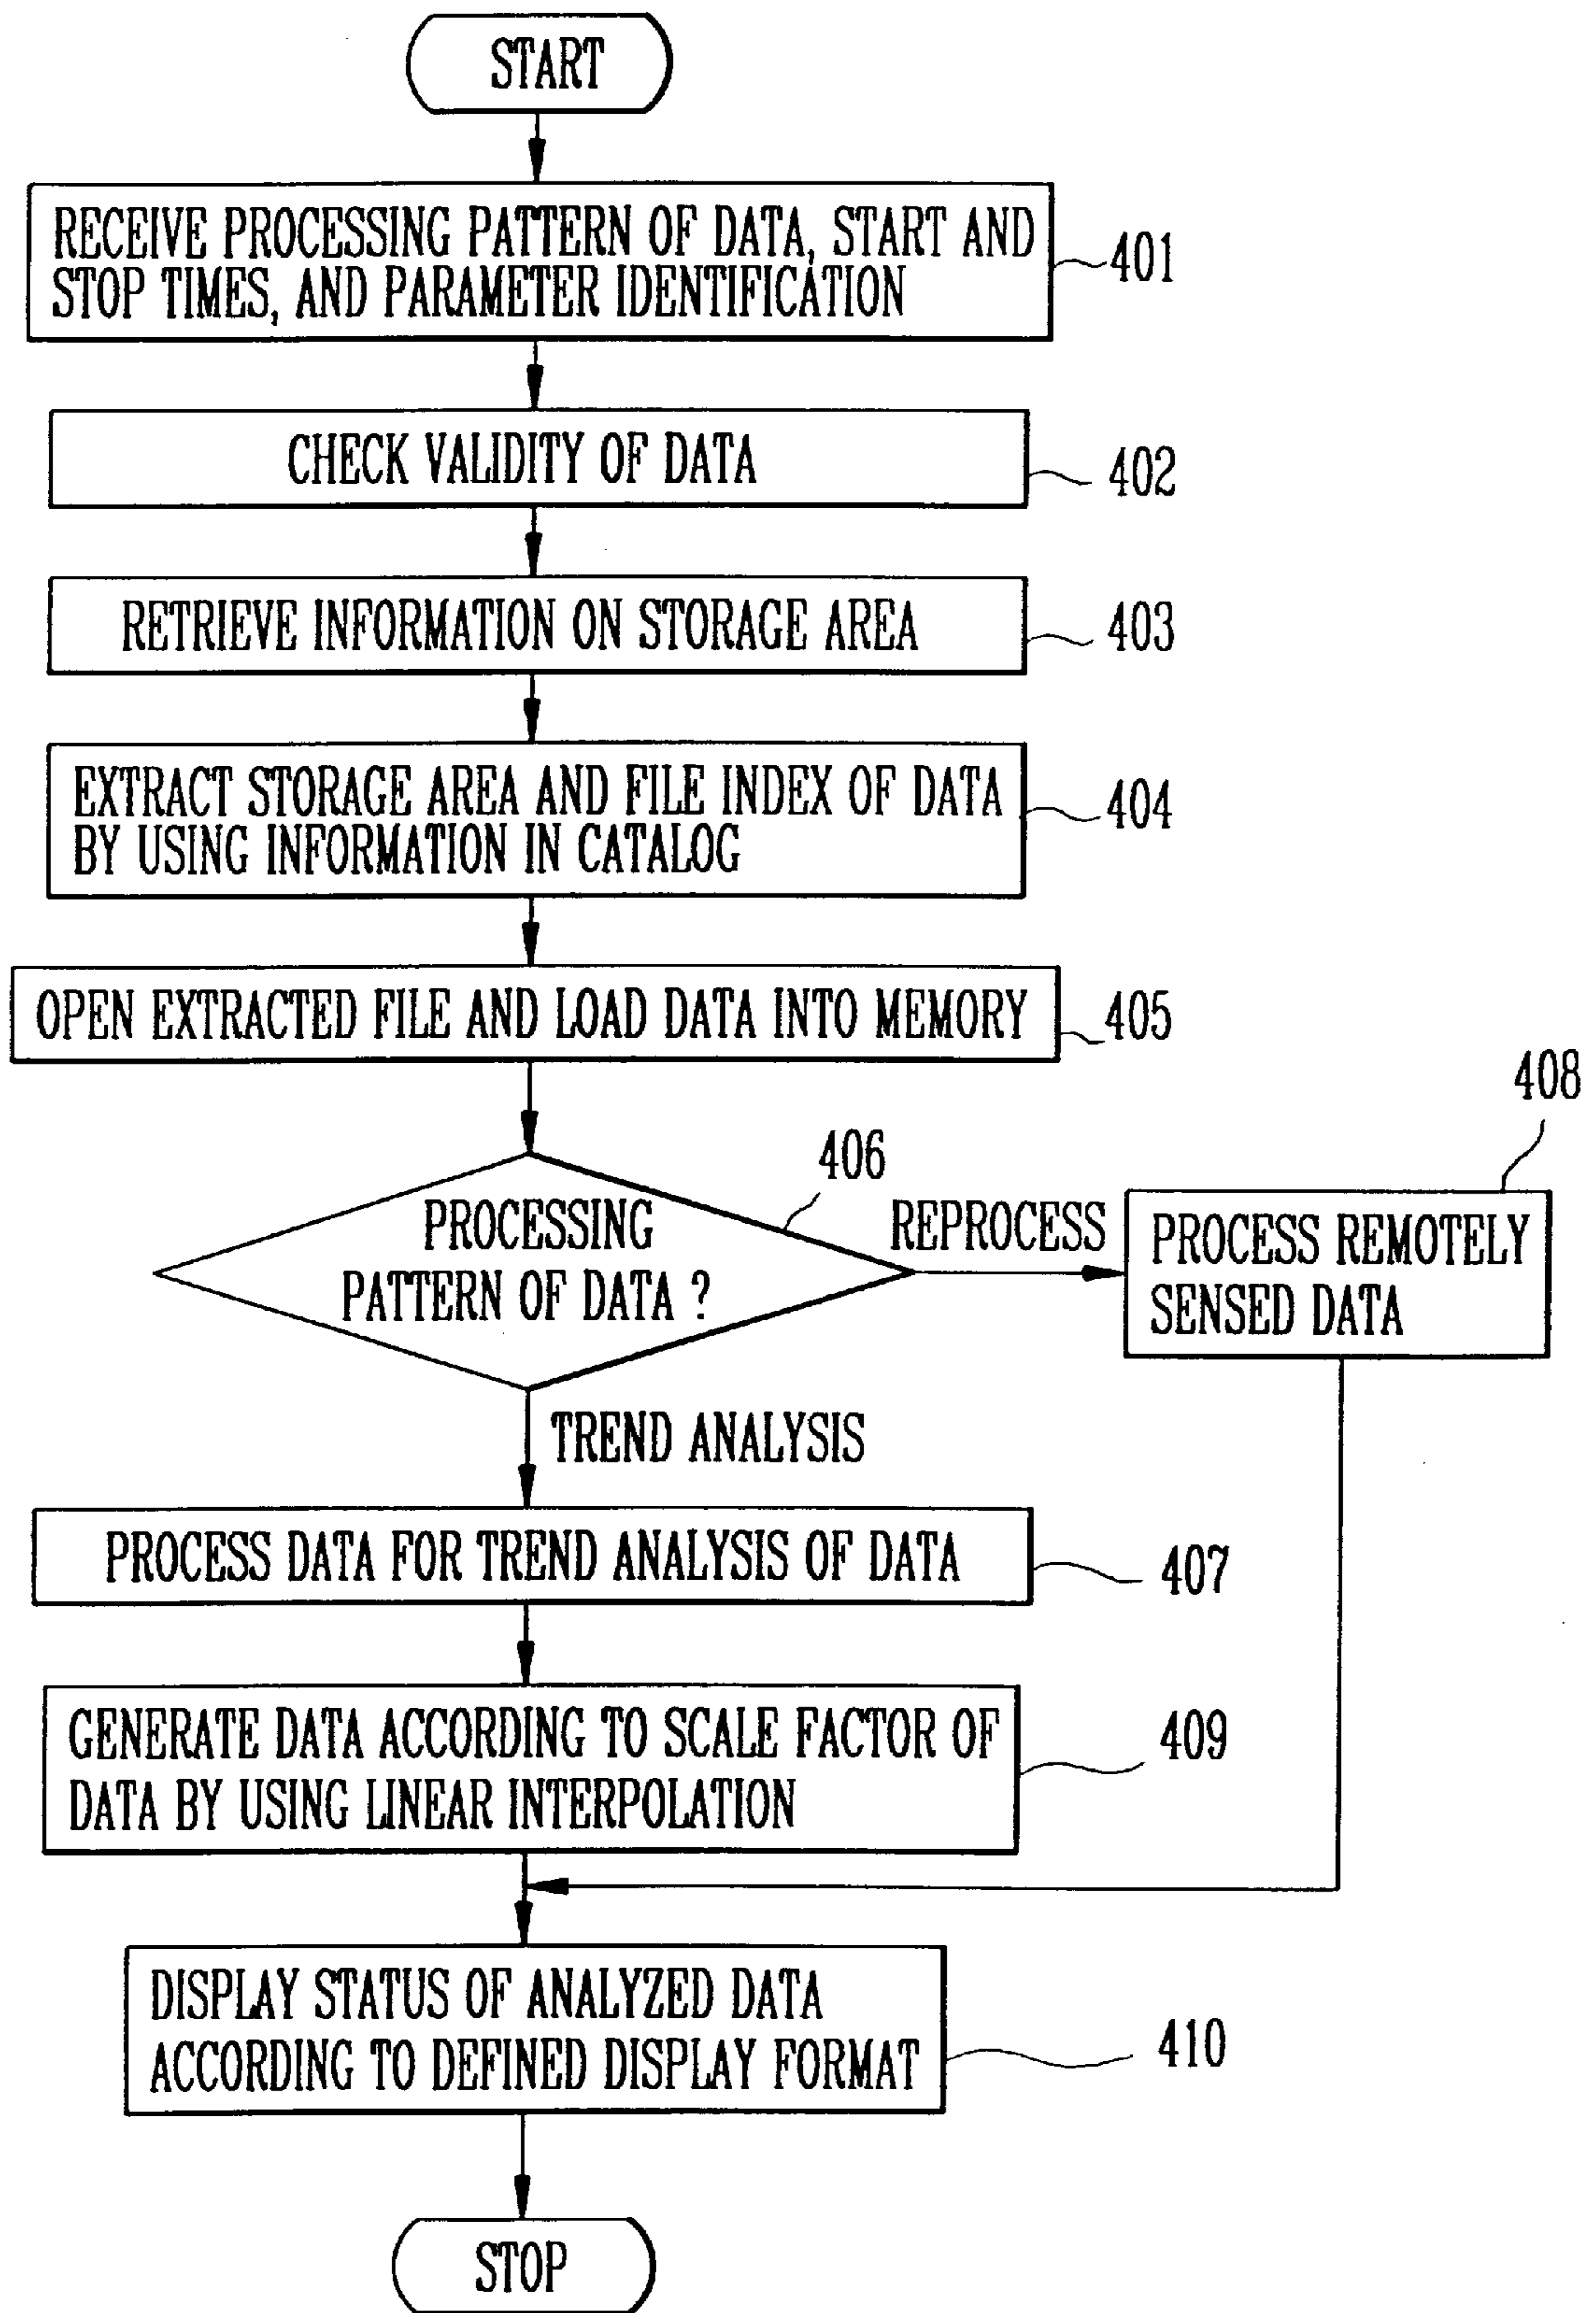 START
RECEIVE PROCESSING PATTERN OF DATA, START AND
STOP TIMES, AND PARAMETER IDENTIFICATION
401
CHECK VALIDITY OF DATA
402
RETRIEVE INFORMATION ON STORAGE AREA
403
EXTRACT STORAGE AREA AND FILE INDEX OF DATA
BY USING INFORMATION IN CATALOG
404
OPEN EXTRACTED FILE AND LOAD DATA INTO MEMORY
405
406
PROCESSING
PATTERN OF DATA ?
REPROCESS
408
PROCESS REMOTELY
SENSED DATA
TREND ANALYSIS
PROCESS DATA FOR TREND ANALYSIS OF DATA
407
GENERATE DATA ACCORDING TO SCALE FACTOR OF
DATA BY USING LINEAR INTERPOLATION
409
DISPLAY STATUS OF ANALYZED DATA
ACCORDING TO DEFINED DISPLAY FORMAT
410
STOP